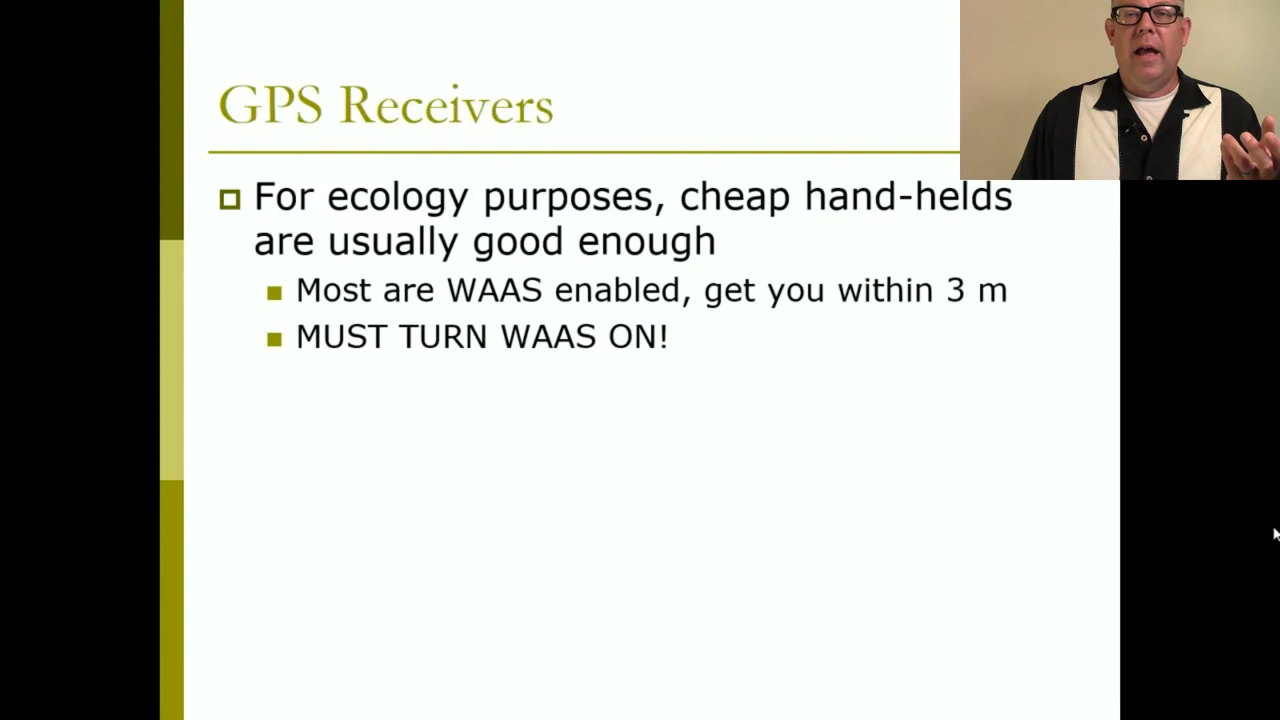 GPS Receivers
For ecology purposes, cheap hand-helds
are usually good enough
Most are WAAS enabled, get you within 3 m
MUST TURN WAAS ON!